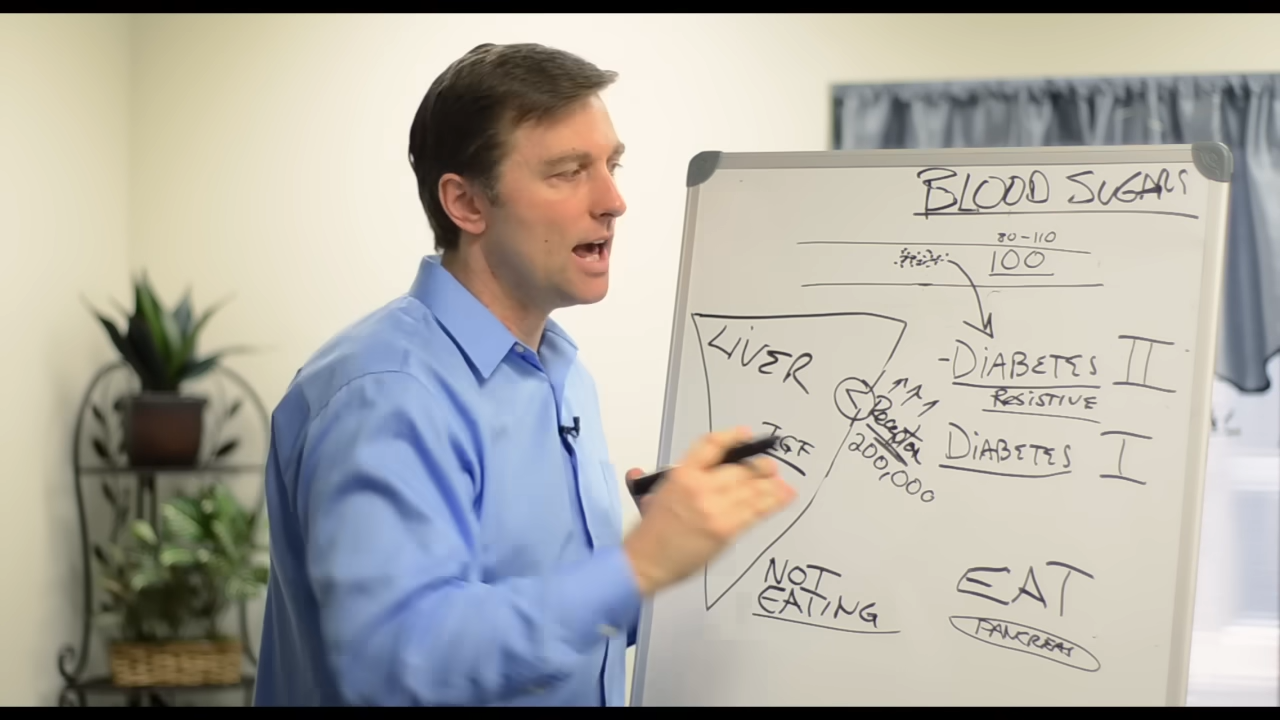 BLOOD SUGARS
80-110
100
LIVER
-DIABETES II
RESISTIVE
Receptor
IGF
200,000
DIABETES I
NOT
EATING
EAT
PANCREAS